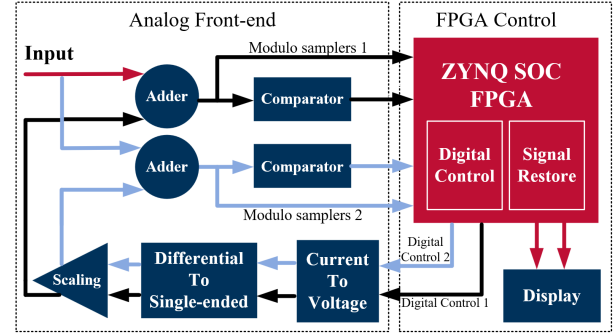 Analog Front-end
FPGA Control
Input
Modulo samplers 1
Adder
Comparator
ZYNQ SOC
FPGA
Adder
Comparator
Digital
Control
Signal
Restore
Modulo samplers 2
Scaling
Differential
To
Single-ended
Current
To
Voltage
Digital
Control 2
Digital Control 1
Display